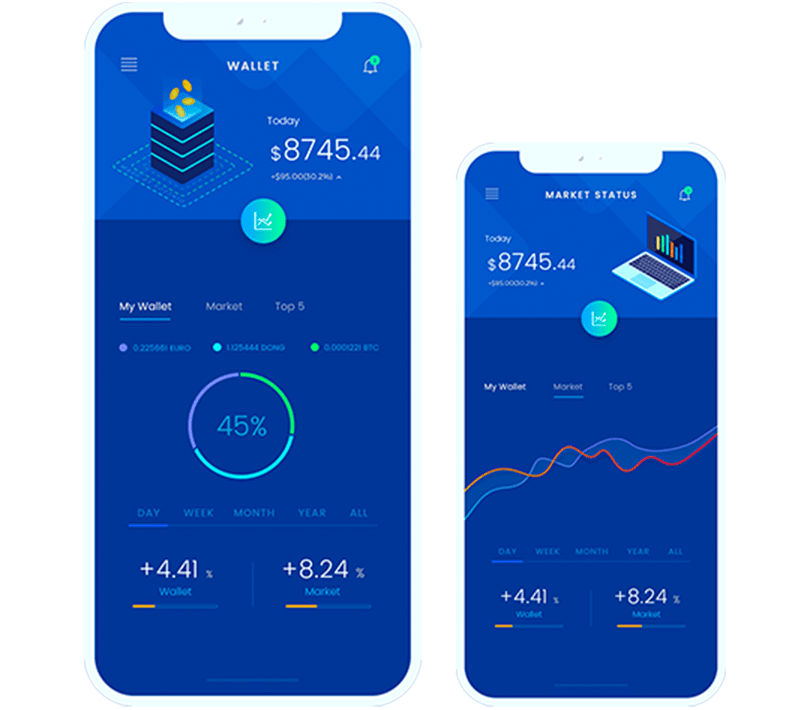 WALLET
Today
$8745.44
+$95.00(30.2%)
My Wallet Market Top 5
0.225661 EURO 1.125444 DONG 0.0001221 BTC
45%
DAY WEEK MONTH YEAR ALL
+4.41 % +8.24 %
Wallet Market
MARKET STATUS
Today
$8745.44
+$95.00(30.2%)
My Wallet Market Top 5
DAY WEEK MONTH YEAR ALL
+4.41 % +8.24 %
Wallet Market